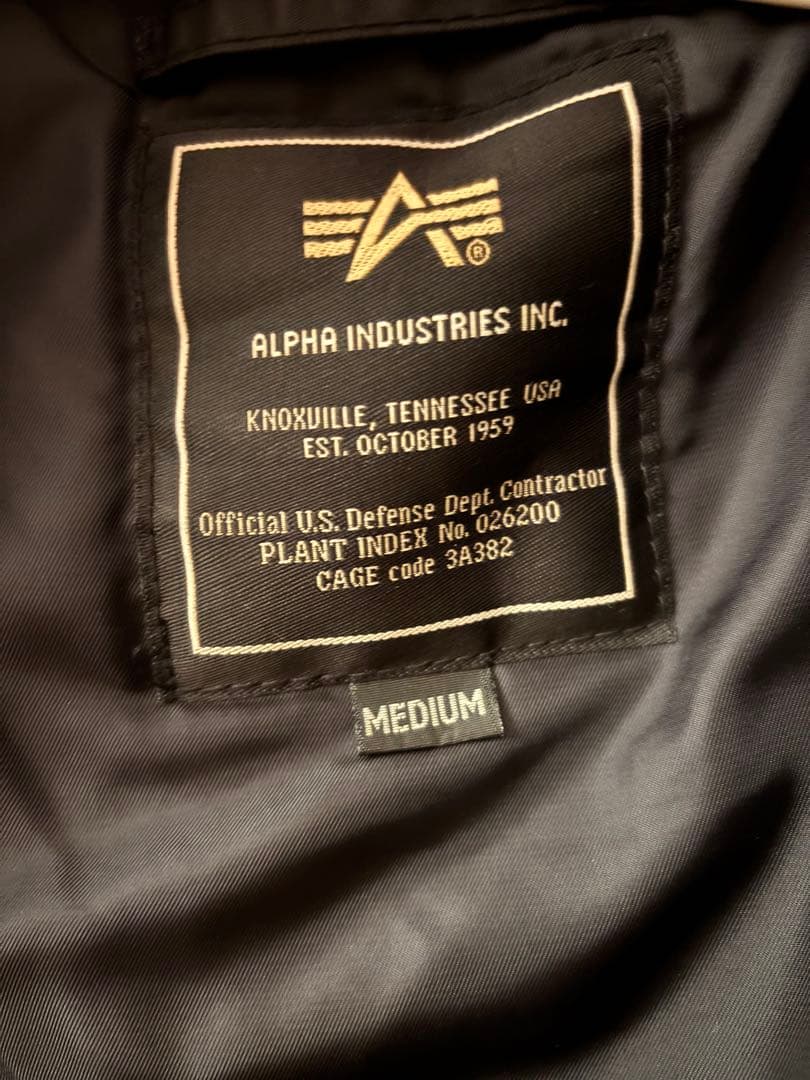 ®
ALPHA INDUSTRIES INC.
KNOXVILLE, TENNESSEE USA
EST. OCTOBER 1959
Official U.S. Defense Dept. Contractor
PLANT INDEX No. 026200
CAGE code 3A382
MEDIUM